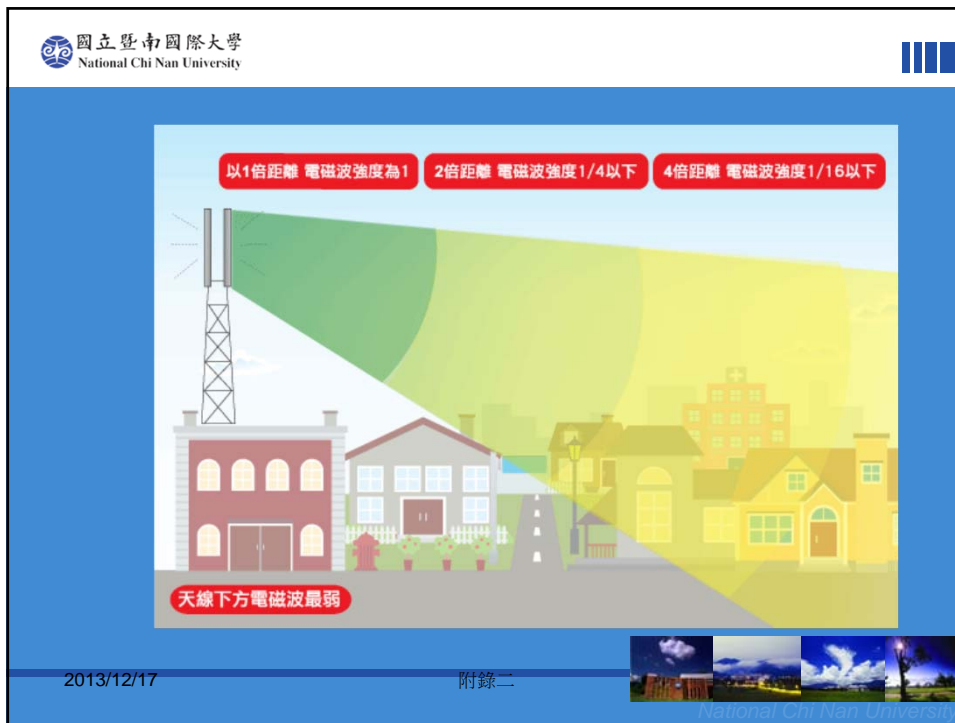 國立暨南國際大學
National Chi Nan University
以1倍距離 電磁波強度為1
2倍距離 電磁波強度1/4以下
4倍距離 電磁波強度1/16以下
天線下方電磁波最弱
2013/12/17
附錄二
National Chi Nan University